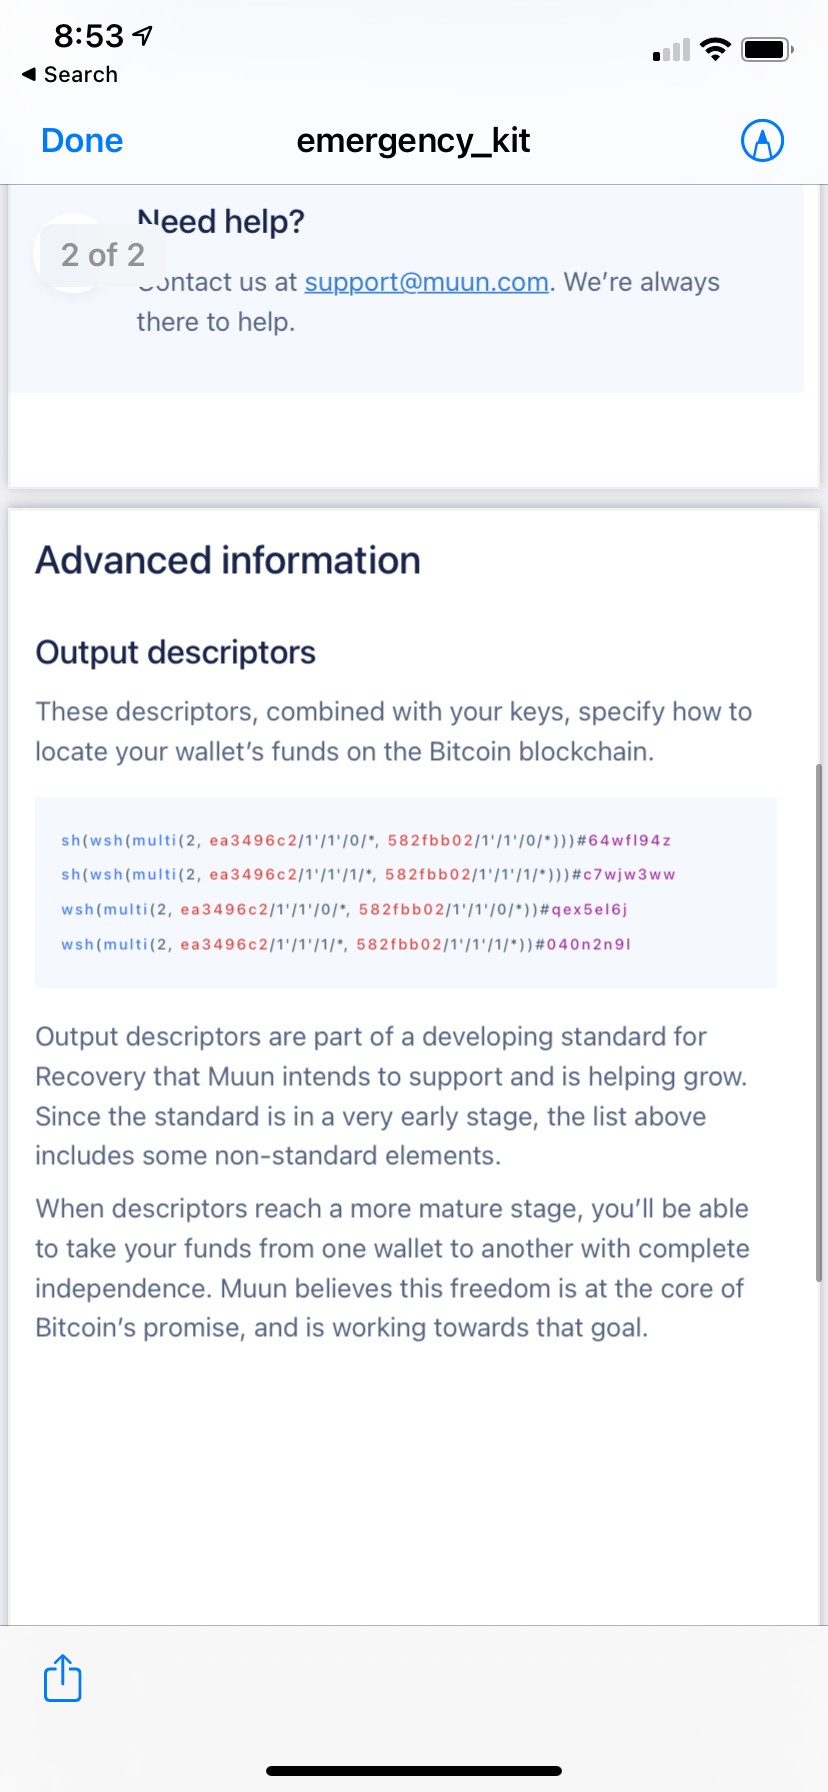 8:53
◀ Search
Done
emergency_kit
Need help?
2 of 2
Contact us at support@muun.com. We're always
there to help.
Advanced information
Output descriptors
These descriptors, combined with your keys, specify how to
locate your wallet's funds on the Bitcoin blockchain.
sh(wsh(multi(2, ea3496c2/1'/1'/0/*, 582fbb02/1'/1'/0/*)))#64wfl94z
sh(wsh(multi(2, ea3496c2/1'/1'/1/*, 582fbb02/1'/1'/1/*)))#c7wjw3ww
wsh(multi(2, ea3496c2/1'/1'/0/*, 582fbb02/1'/1'/0/*))#qex5el6j
wsh(multi(2, ea3496c2/1'/1'/1/*, 582fbb02/1'/1'/1/*))#040n2n9l
Output descriptors are part of a developing standard for
Recovery that Muun intends to support and is helping grow.
Since the standard is in a very early stage, the list above
includes some non-standard elements.
When descriptors reach a more mature stage, you'll be able
to take your funds from one wallet to another with complete
independence. Muun believes this freedom is at the core of
Bitcoin's promise, and is working towards that goal.